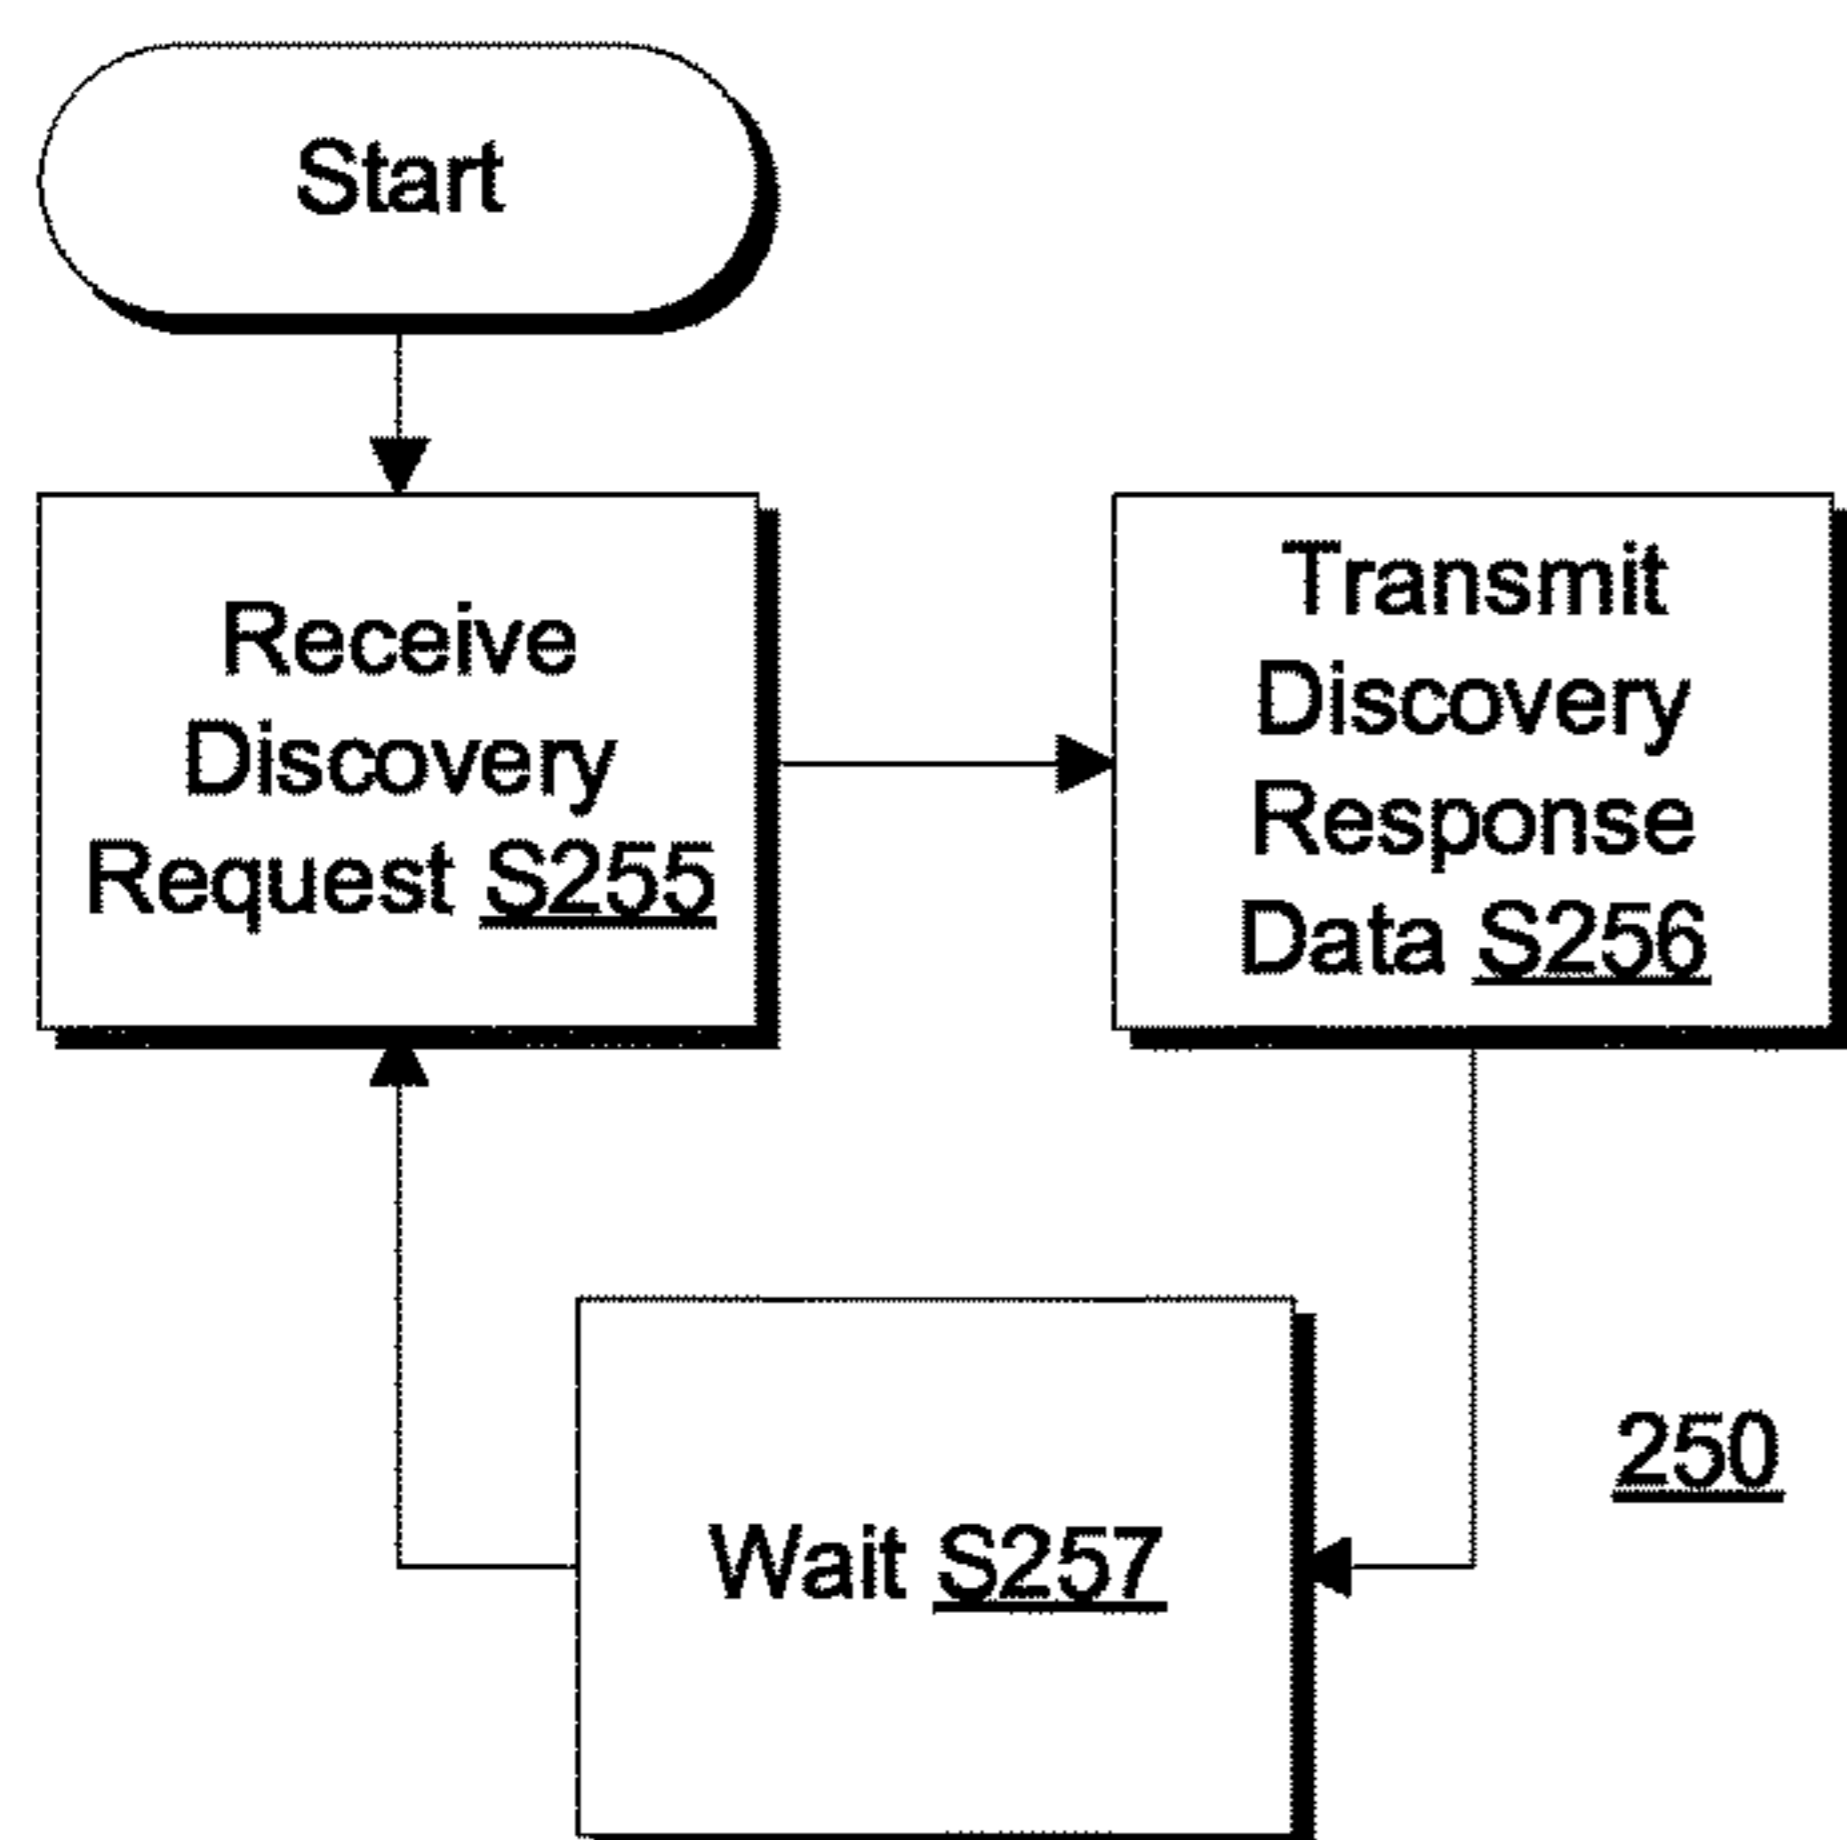 Start
Receive
Discovery
Request S255
Transmit
Discovery
Response
Data S256
Wait S257
250